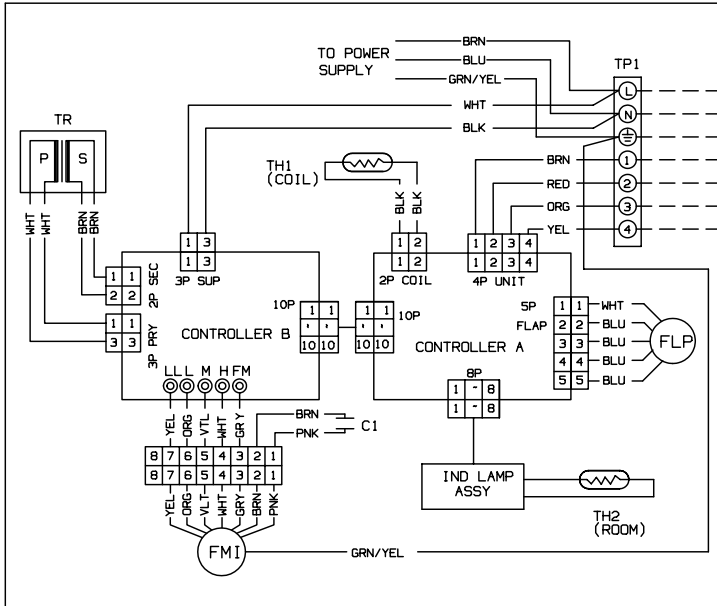 BRN
TO POWER
SUPPLY
BLU
GRN/YEL
TP1
L
WHT
N
BLK
TR
P S
TH1
(COIL)
BRN 1
RED 2
ORG 3
YEL 4
WHT
WHT
BRN
BRN
BLK
BLK
1 3
1 3
3P SUP
1 2
1 2
2P COIL
1 2 3 4
1 2 3 4
4P UNIT
1 1
2 2
2P SEC
1 1
3 3
3P PRY
10P
1 1
' '
10 10
1 1
' '
10 10
10P
CONTROLLER B
CONTROLLER A
5P 1 1 WHT
FLAP 2 2 BLU
3 3 BLU
4 4 BLU
5 5 BLU
FLP
LL L M H FM
8P
1 ~ 8
1 ~ 8
YEL
ORG
VTL
WHT
GRY
BRN
PNK
C1
8 7 6 5 4 3 2 1
8 7 6 5 4 3 2 1
YEL
ORG
VLT
WHT
GRY
BRN
PNK
FMI
GRN/YEL
IND LAMP
ASSY
TH2
(ROOM)